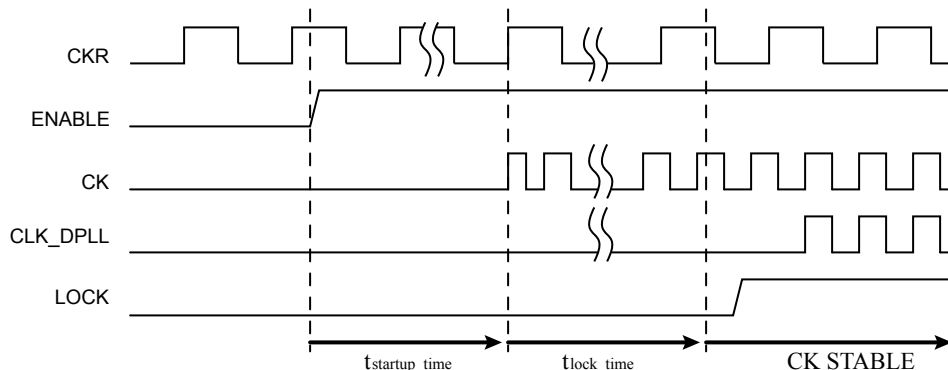 CKR
ENABLE
CK
CLK_DPLL
LOCK
tstartup_time tlock_time CK STABLE